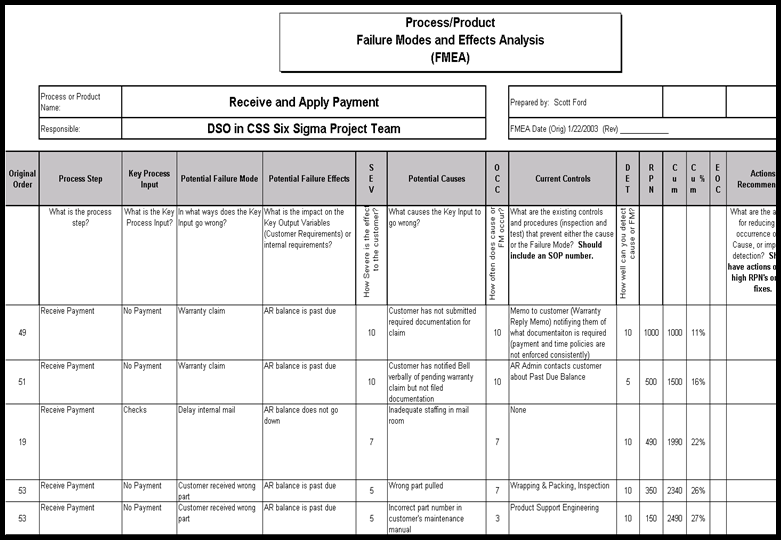 Process/Product
Failure Modes and Effects Analysis
(FMEA)
Process or Product
Name:
Receive and Apply Payment
Prepared by: Scott Ford
Responsible:
DSO in CSS Six Sigma Project Team
FMEA Date (Orig) 1/22/2003 (Rev) ____________
Original
Order
Process Step
Key Process
Input
Potential Failure Mode
Potential Failure Effects
S
E
V
Potential Causes
O
C
C
Current Controls
D
E
T
R
P
N
C
u
m
C
u %
m
E
O
C
Actions
Recommen
What is the process
step?
What is the Key
Process Input?
In what ways does the Key
Input go wrong?
What is the impact on the
Key Output Variables
(Customer Requirements) or
internal requirements?
How Severe is the effect
to the customer?
What causes the Key Input to
go wrong?
How often does cause or
FM occur?
What are the existing controls
and procedures (inspection and
test) that prevent either the cause
or the Failure Mode? Should
include an SOP number.
How well can you detect
cause or FM?
What are the a
for reducing
occurrence o
Cause, or imp
detection? Sh
have actions o
high RPN's or
fixes.
49
Receive Payment
No Payment
Warranty claim
AR balance is past due
10
Customer has not submitted
required documentation for
claim
10
Memo to customer (Warranty
Reply Memo) notifiying them of
what documentaiton is required
(payment and time policies are
not enforced consistently)
10
1000
1000
11%
51
Receive Payment
No Payment
Warranty claim
AR balance is past due
10
Customer has notified Bell
verbally of pending warranty
claim but not filed
documentation
10
AR Admin contacts customer
about Past Due Balance
5
500
1500
16%
19
Receive Payment
Checks
Delay internal mail
AR balance does not go
down
7
Inadequate staffing in mail
room
7
None
10
490
1990
22%
53
Receive Payment
No Payment
Customer received wrong
part
AR balance is past due
5
Wrong part pulled
7
Wrapping & Packing, Inspection
10
350
2340
26%
53
Receive Payment
No Payment
Customer received wrong
part
AR balance is past due
5
Incorrect part number in
customer's maintenance
manual
3
Product Support Engineering
10
150
2490
27%